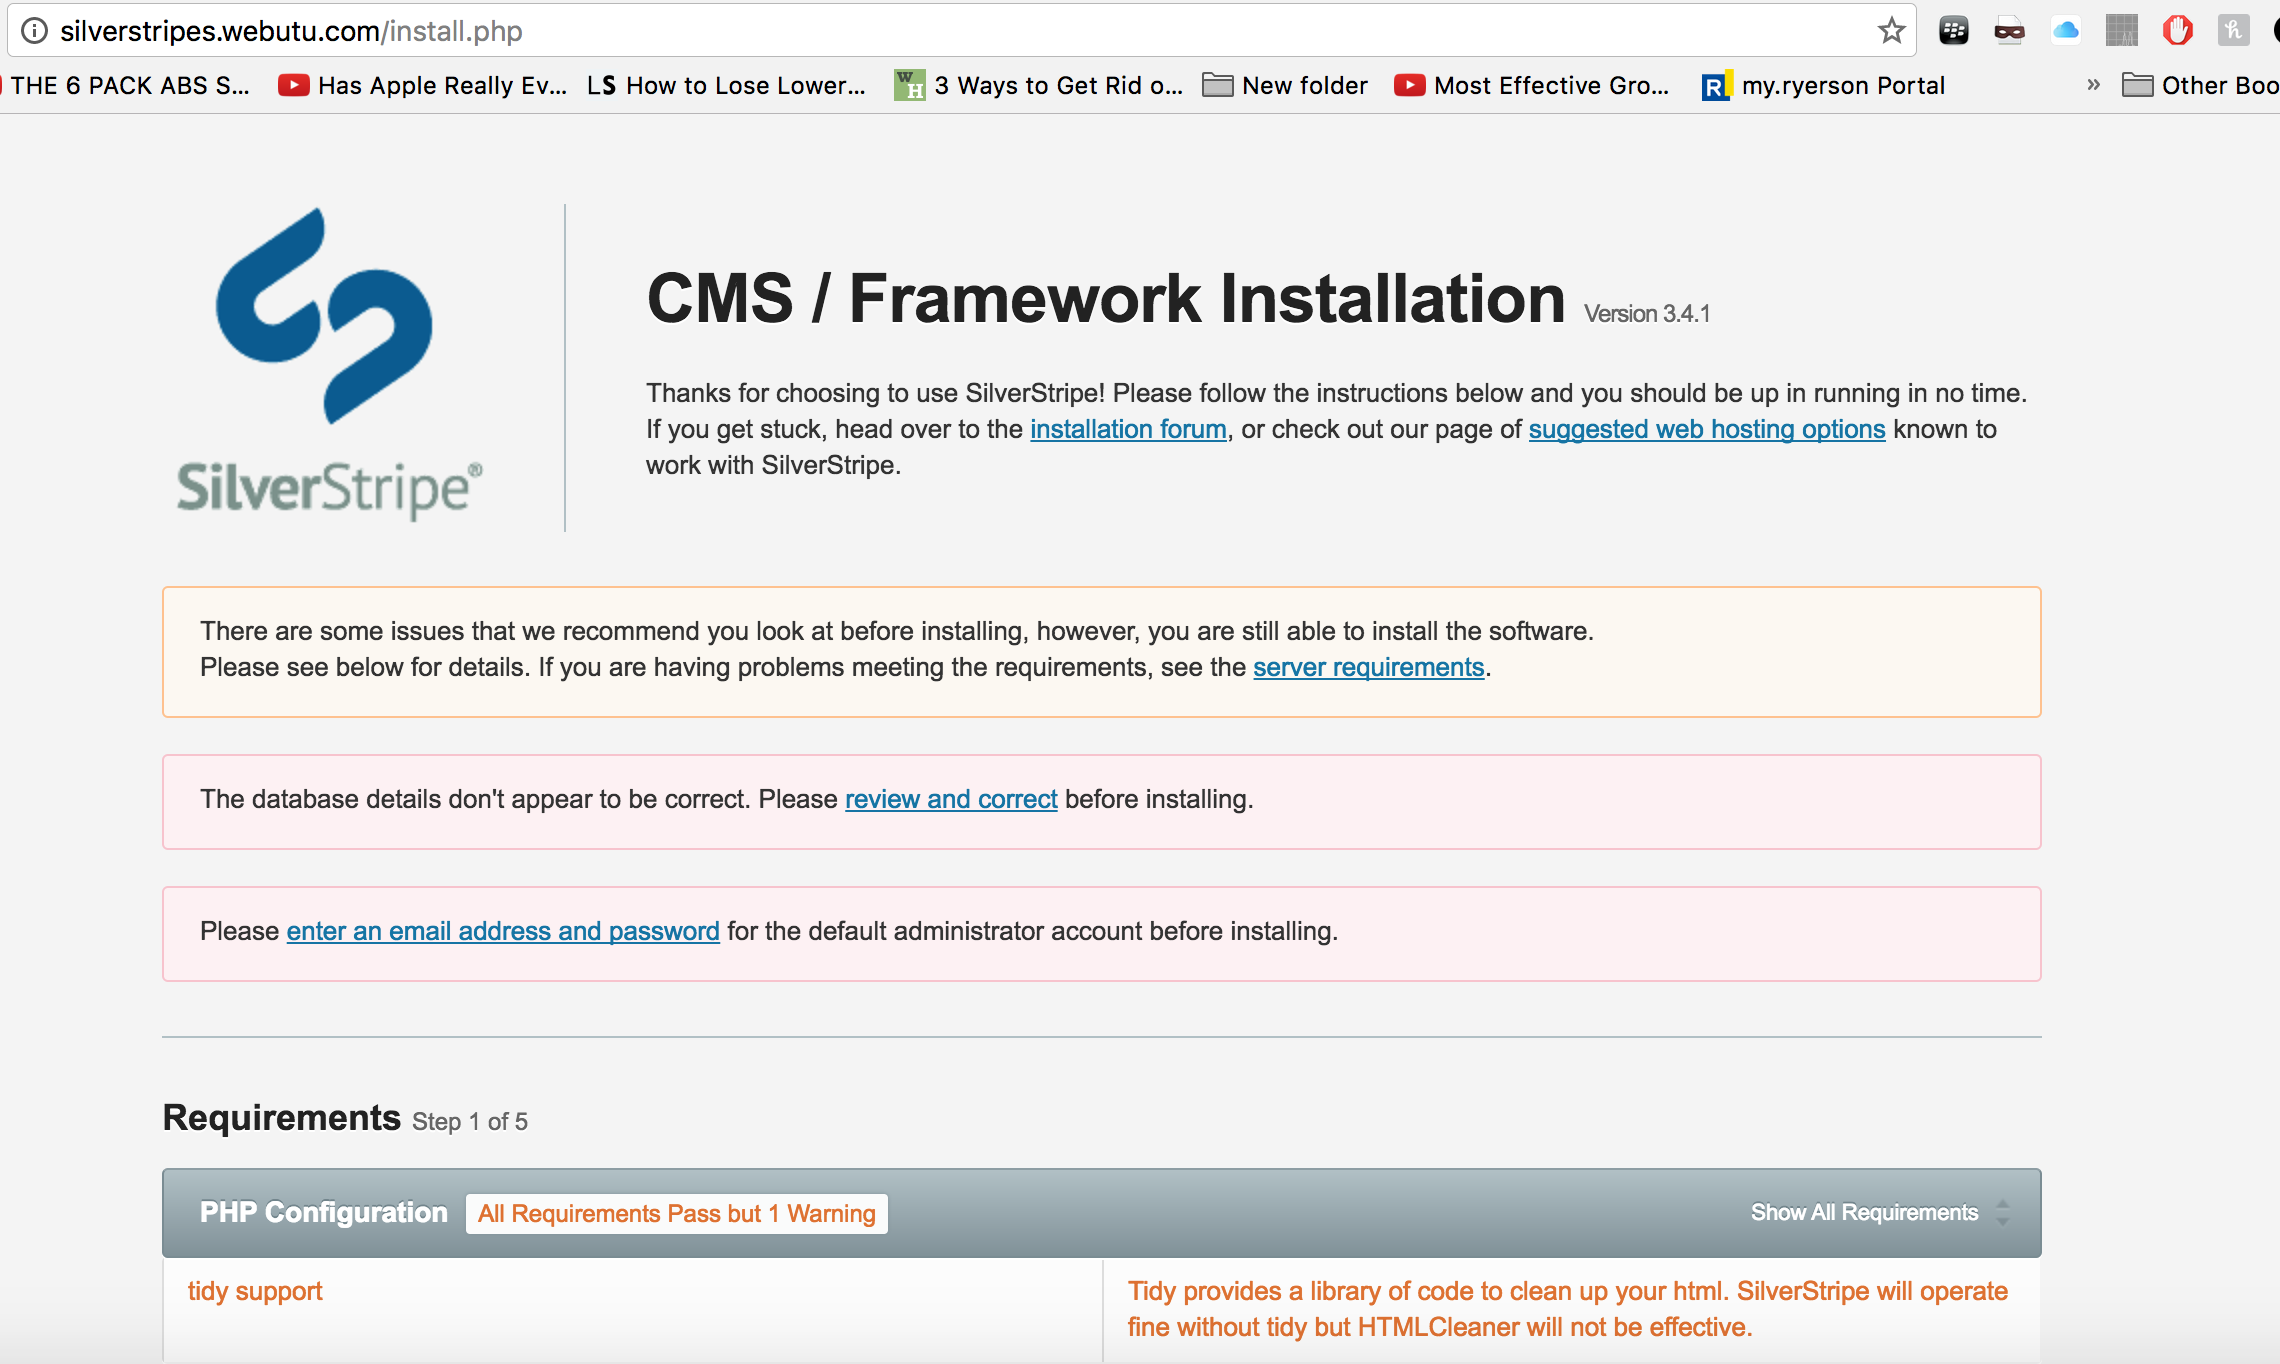 silverstripes.webutu.com/install.php
THE 6 PACK ABS S... Has Apple Really Ev... LS How to Lose Lower... WH 3 Ways to Get Rid o... New folder Most Effective Gro... R my.ryerson Portal » Other Boo
CMS / Framework Installation Version 3.4.1
Thanks for choosing to use SilverStripe! Please follow the instructions below and you should be up in running in no time.
If you get stuck, head over to the installation forum, or check out our page of suggested web hosting options known to
work with SilverStripe.
SilverStripe®
There are some issues that we recommend you look at before installing, however, you are still able to install the software.
Please see below for details. If you are having problems meeting the requirements, see the server requirements.
The database details don't appear to be correct. Please review and correct before installing.
Please enter an email address and password for the default administrator account before installing.
Requirements Step 1 of 5
PHP Configuration All Requirements Pass but 1 Warning Show All Requirements
tidy support
Tidy provides a library of code to clean up your html. SilverStripe will operate
fine without tidy but HTMLCleaner will not be effective.